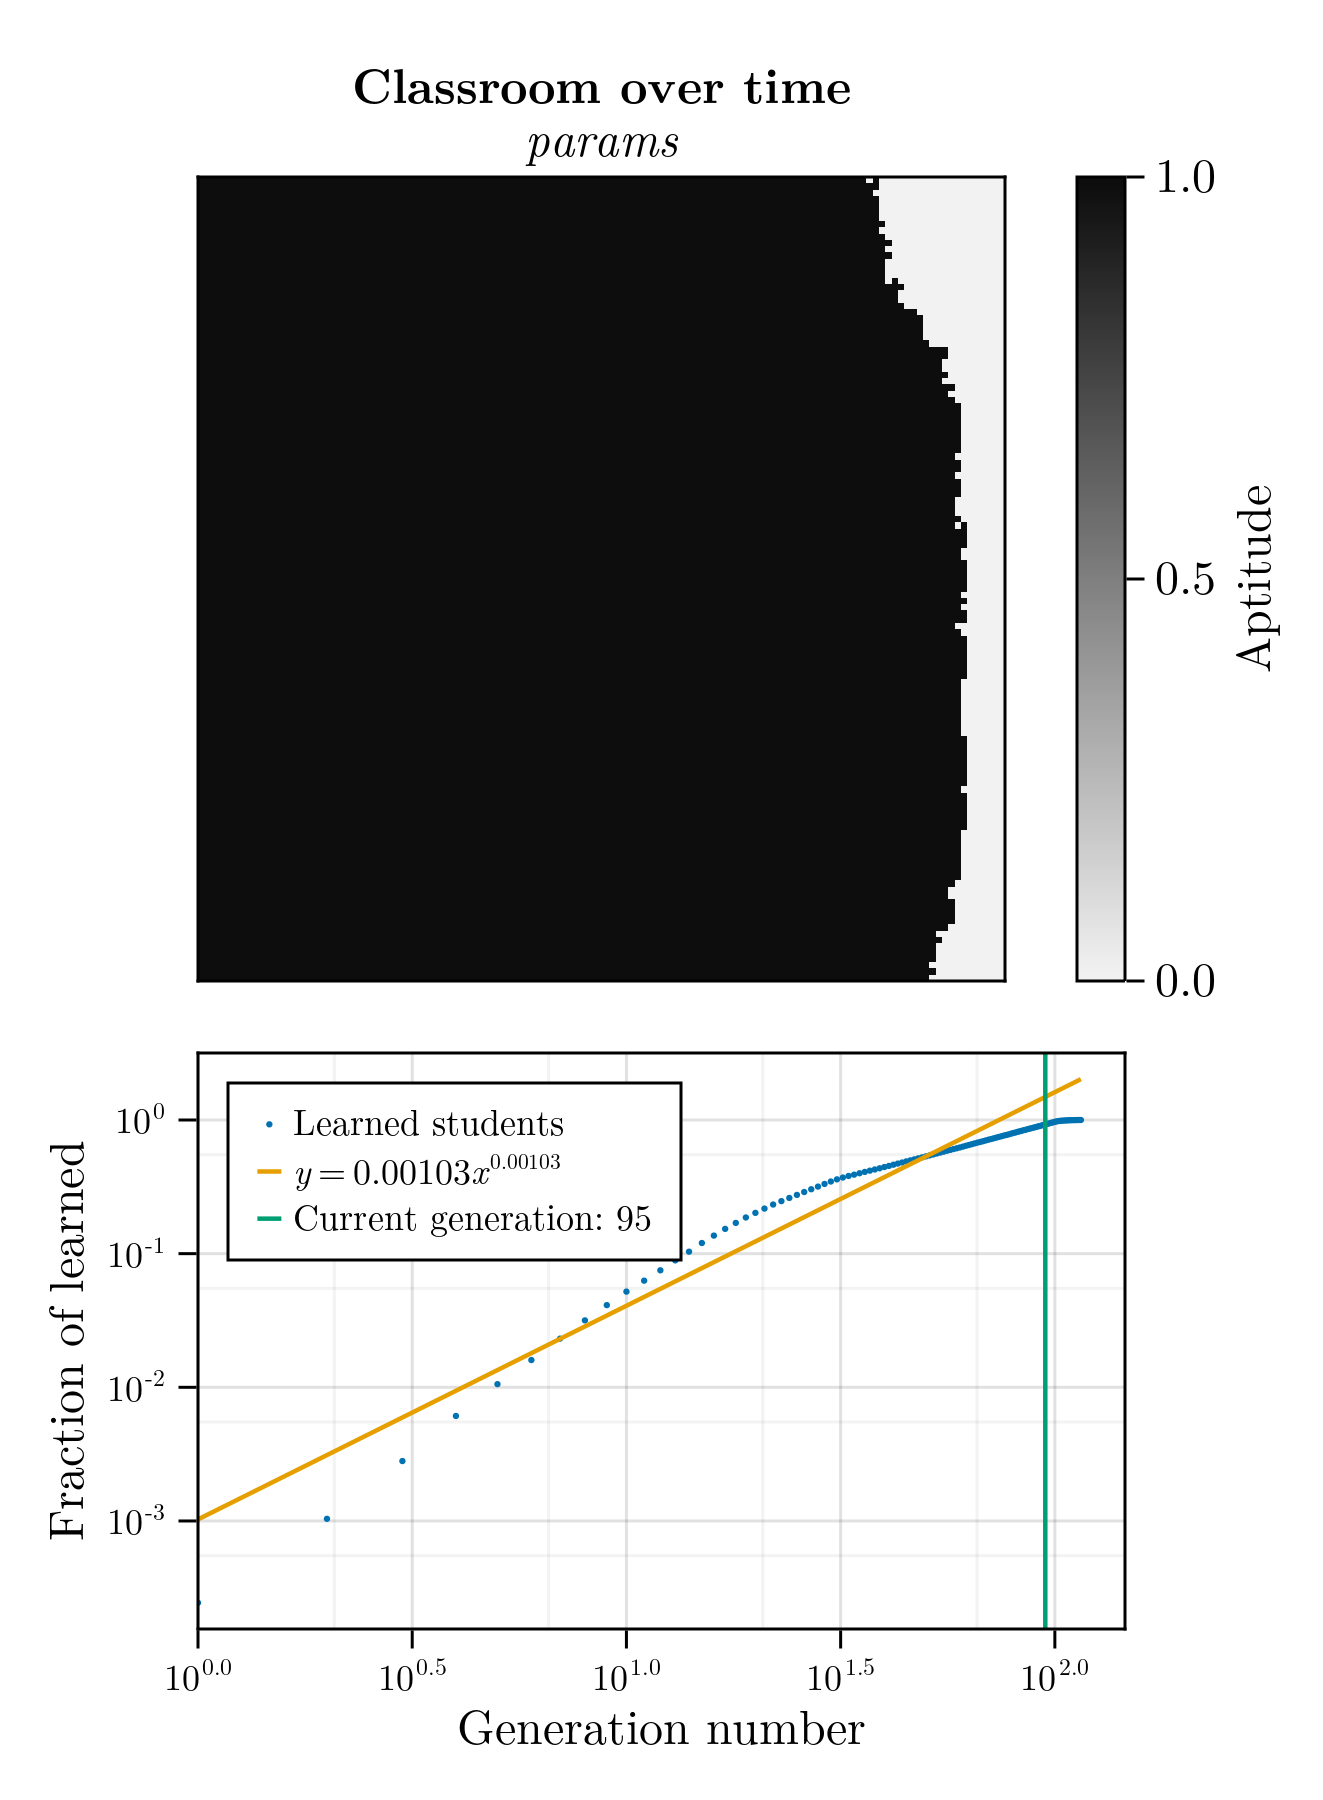 Classroom over time
params
1.0
0.5
0.0
Aptitude
Learned students
y = 0.00103x^0.00103
Current generation: 95
10^0
10^-1
10^-2
10^-3
Fraction of learned
10^0.0 10^0.5 10^1.0 10^1.5 10^2.0
Generation number